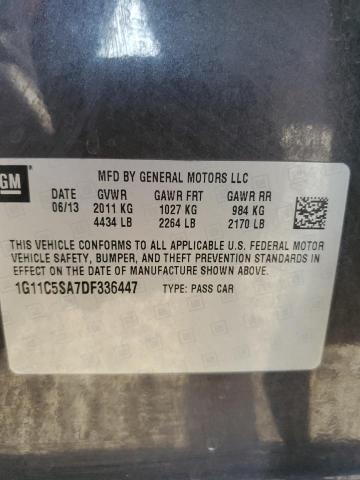 GM
MFD BY GENERAL MOTORS LLC
DATE GVWR GAWR FRT GAWR RR
06/13 2011 KG 1027 KG 984 KG
4434 LB 2264 LB 2170 LB
THIS VEHICLE CONFORMS TO ALL APPLICABLE U.S. FEDERAL MOTOR
VEHICLE SAFETY, BUMPER, AND THEFT PREVENTION STANDARDS
IN EFFECT ON THE DATE OF MANUFACTURE SHOWN ABOVE.
1G11C5SA7DF336447 TYPE: PASS CAR